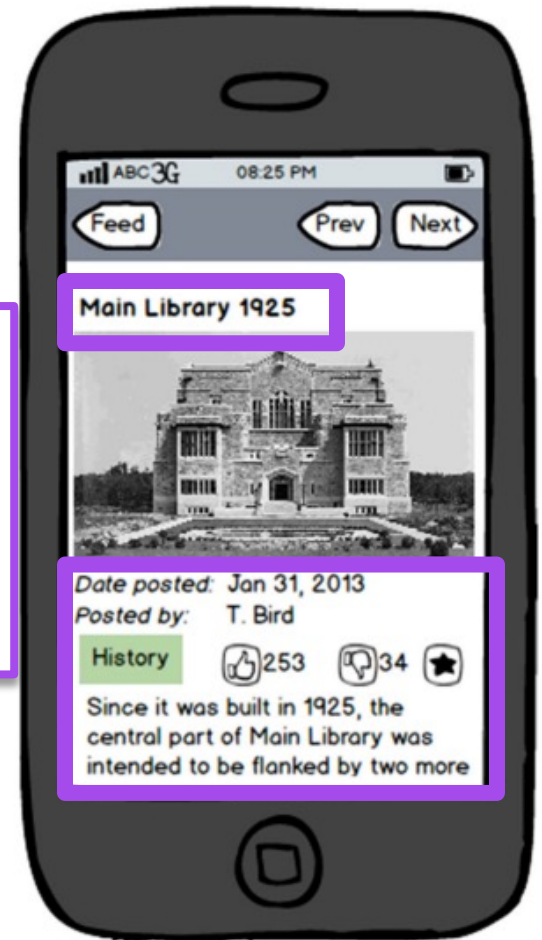 ABC 3G 08:25 PM
Feed Prev Next
Main Library 1925
Date posted: Jan 31, 2013
Posted by: T. Bird
History 253 34
Since it was built in 1925, the
central part of Main Library was
intended to be flanked by two more